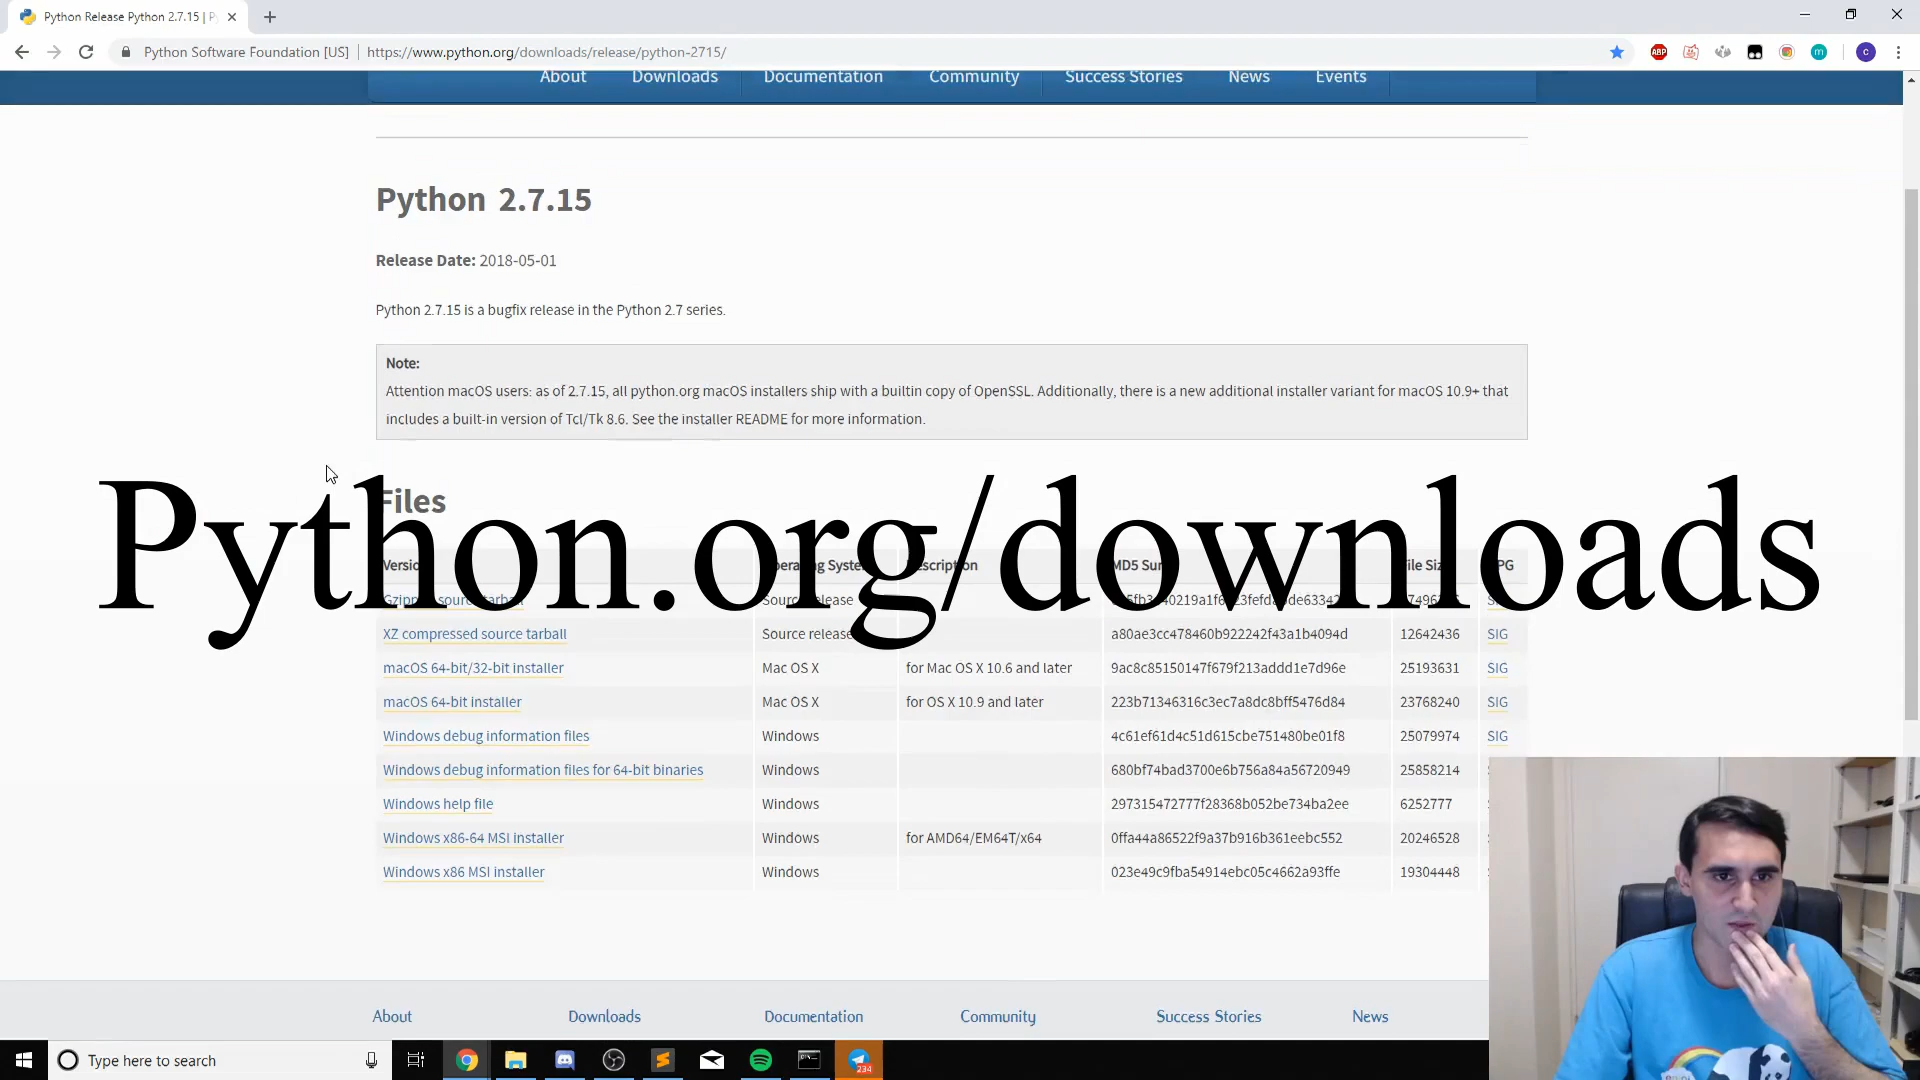 Python Release Python 2.7.15 | P
Python Software Foundation [US] https://www.python.org/downloads/release/python-2715/
ABP
m
c
About Downloads Documentation Community Success Stories News Events
Python 2.7.15
Release Date: 2018-05-01
Python 2.7.15 is a bugfix release in the Python 2.7 series.
Note:
Attention macOS users: as of 2.7.15, all python.org macOS installers ship with a builtin copy of OpenSSL. Additionally, there is a new additional installer variant for macOS 10.9+ that
includes a built-in version of Tcl/Tk 8.6. See the installer README for more information.
Files
Python.org/downloads
XZ compressed source tarball Source release a80ae3cc478460b922242f43a1b4094d 12642436 SIG
macOS 64-bit/32-bit installer Mac OS X for Mac OS X 10.6 and later 9ac8c85150147f679f213addd1e7d96e 25193631 SIG
macOS 64-bit installer Mac OS X for OS X 10.9 and later 223b71346316c3ec7a8dc8bff5476d84 23768240 SIG
Windows debug information files Windows 4c61ef61d4c51d615cbe751480be01f8 25079974 SIG
Windows debug information files for 64-bit binaries Windows 680bf74bad3700e6b756a84a56720949 25858214
Windows help file Windows 297315472777f28368b052be734ba2ee 6252777
Windows x86-64 MSI installer Windows for AMD64/EM64T/x64 0ffa44a86522f9a37b916b361eebc552 20246528
Windows x86 MSI installer Windows 023e49c9fba54914ebc05c4662a93ffe 19304448
About Downloads Documentation Community Success Stories News
Type here to search
234